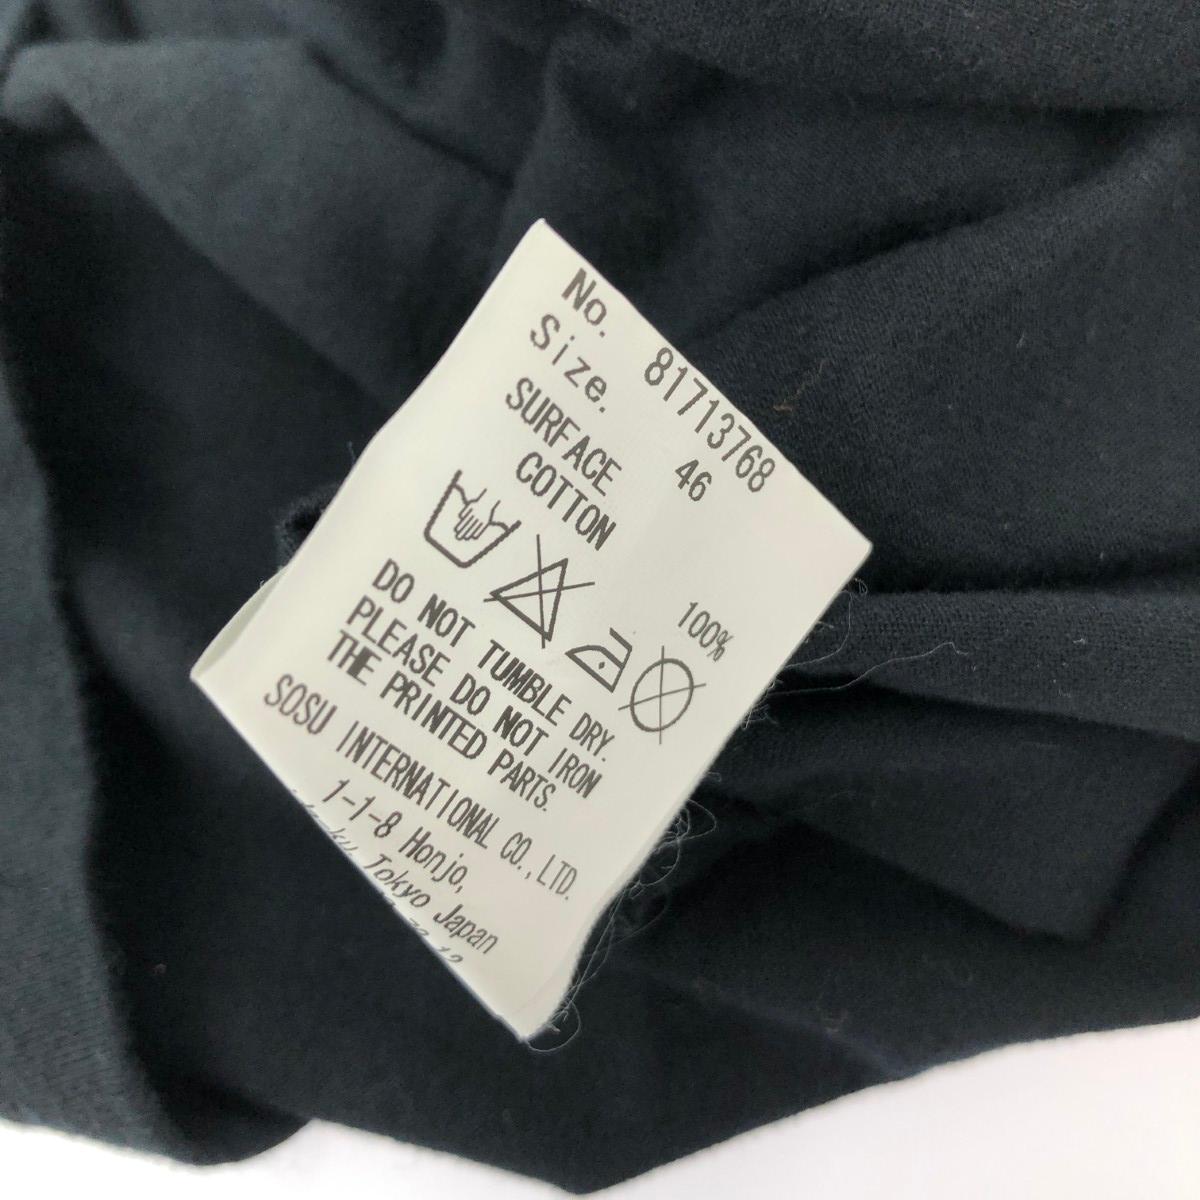 No. 81713768
Size. 46
SURFACE
COTTON 100%
DO NOT TUMBLE DRY.
PLEASE DO NOT IRON
THE PRINTED PARTS.
SOSU INTERNATIONAL CO.,LTD.
1-1-8 Honjo,
Tokyo Japan